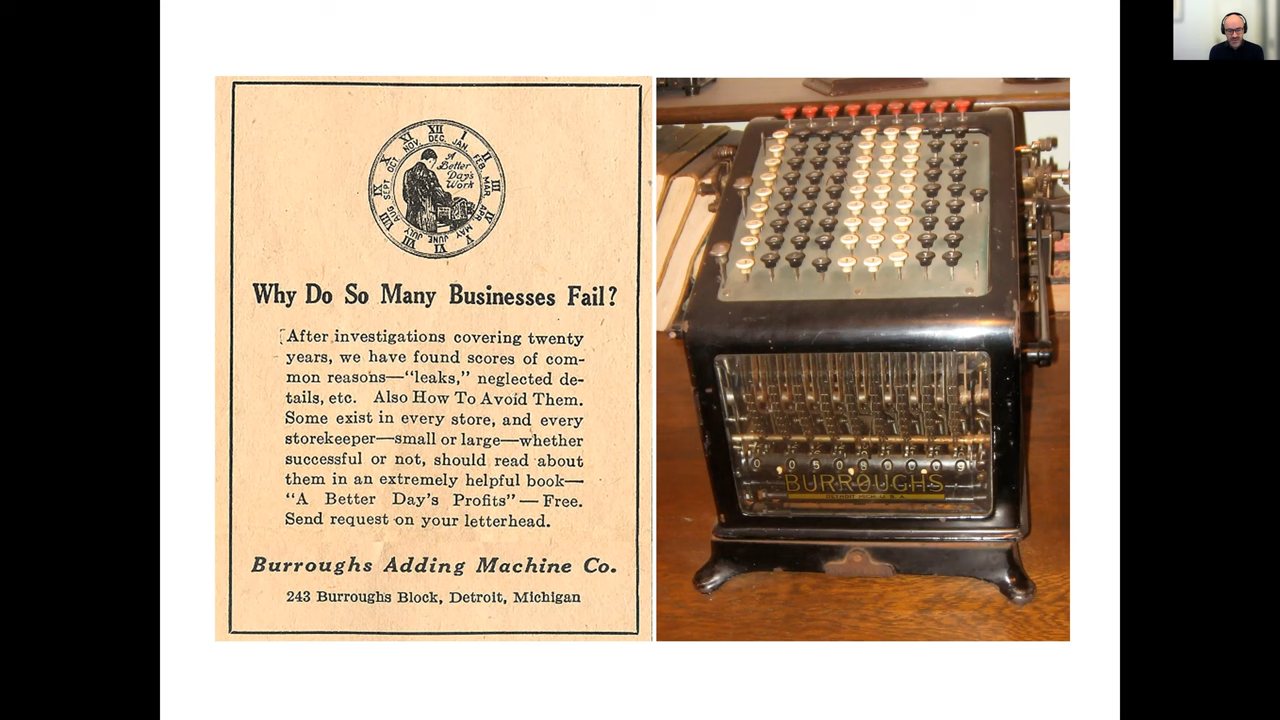 XII I II III IV V VI VII VIII IX X XI
DEC. JAN. FEB. MAR. APR. MAY JUNE JULY AUG SEPT OCT NOV.
A
Better
Day's
Work
Why Do So Many Businesses Fail?
After investigations covering twenty
years, we have found scores of com-
mon reasons—"leaks," neglected de-
tails, etc. Also How To Avoid Them.
Some exist in every store, and every
storekeeper—small or large—whether
successful or not, should read about
them in an extremely helpful book—
"A Better Day's Profits"—Free.
Send request on your letterhead.
Burroughs Adding Machine Co.
243 Burroughs Block, Detroit, Michigan
BURROUGHS